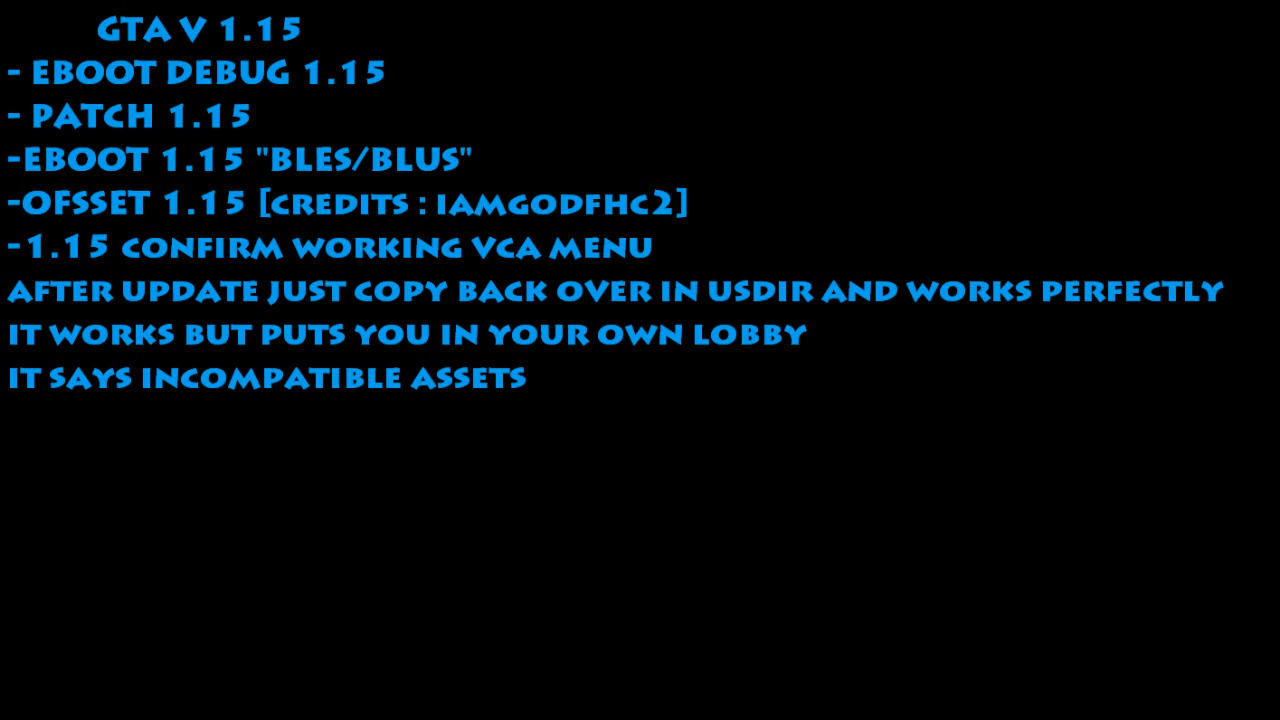 GTA V 1.15
- EBOOT DEBUG 1.15
- PATCH 1.15
-EBOOT 1.15 "BLES/BLUS"
-OFSSET 1.15 [CREDITS : IAMGODFHC2]
-1.15 CONFIRM WORKING VCA MENU
AFTER UPDATE JUST COPY BACK OVER IN USDIR AND WORKS PERFECTLY
IT WORKS BUT PUTS YOU IN YOUR OWN LOBBY
IT SAYS INCOMPATIBLE ASSETS